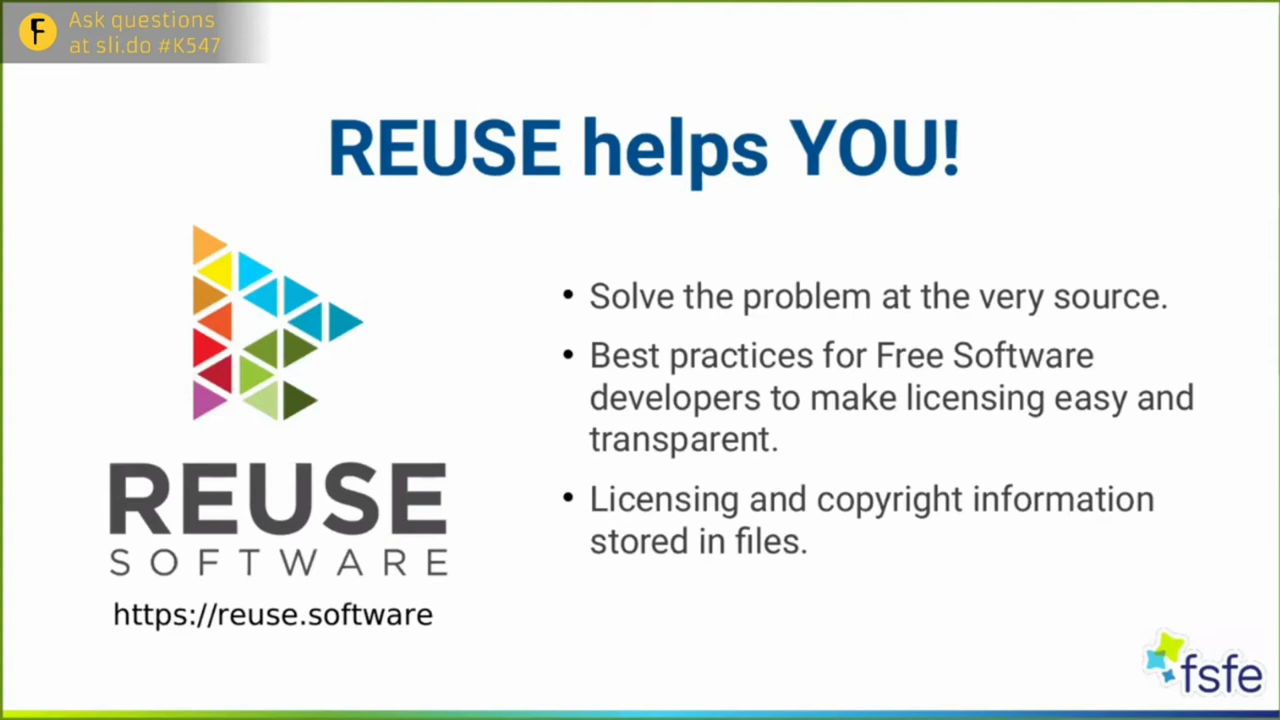 Ask questions
at sli.do #K547
REUSE helps YOU!
• Solve the problem at the very source.
• Best practices for Free Software
developers to make licensing easy and
transparent.
• Licensing and copyright information
stored in files.
REUSE
SOFTWARE
https://reuse.software
fsfe